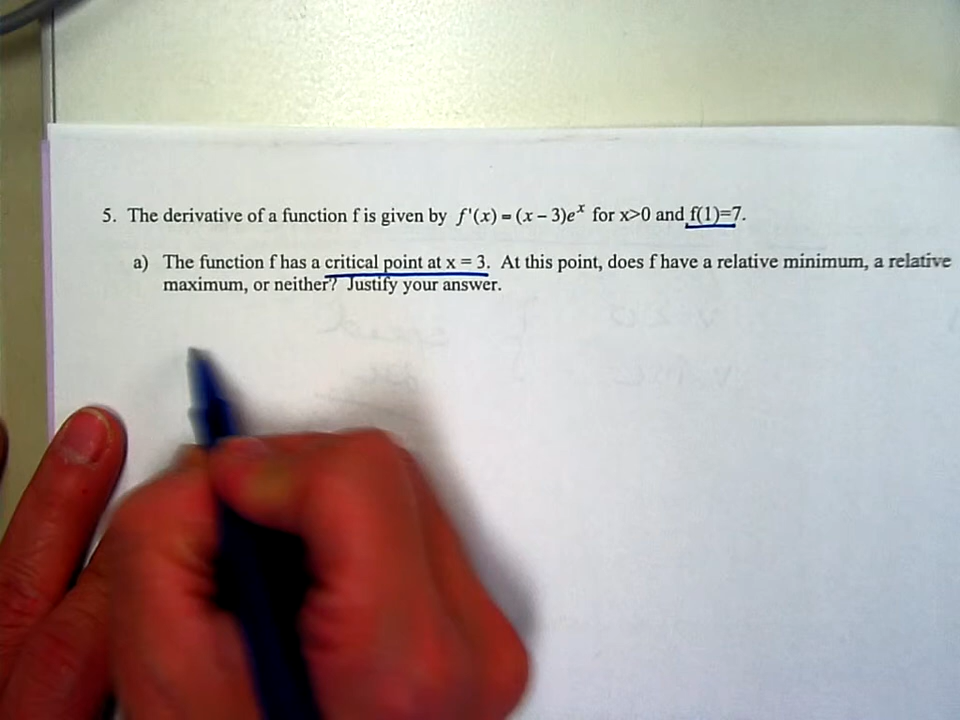 5. The derivative of a function f is given by f'(x) = (x – 3)eˣ for x>0 and f(1)=7.
a) The function f has a critical point at x = 3. At this point, does f have a relative minimum, a relative
maximum, or neither? Justify your answer.